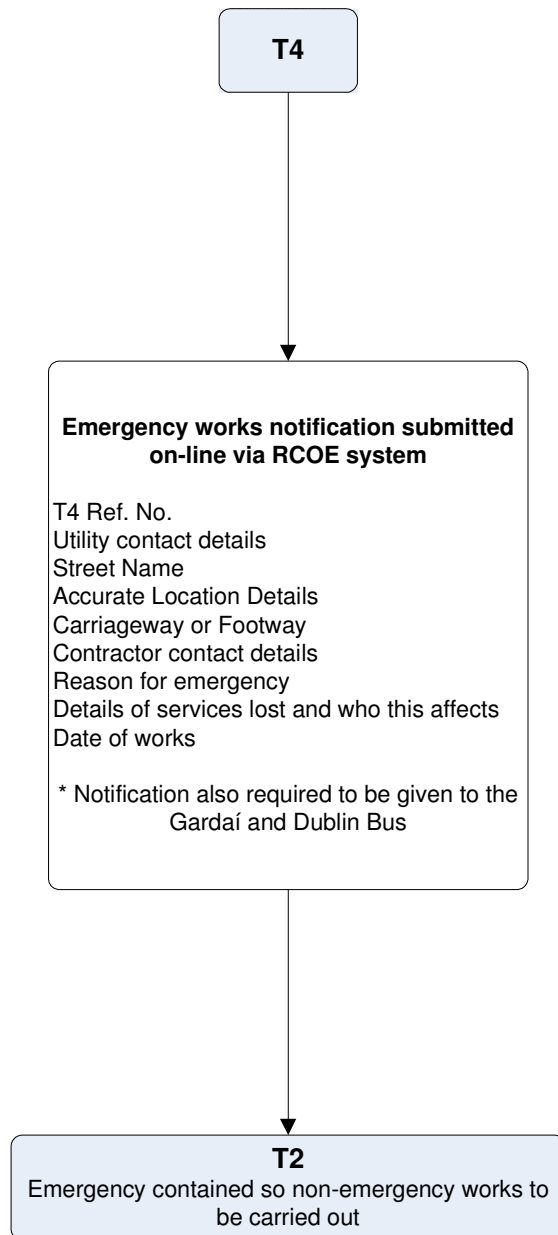 T4
Emergency works notification submitted
on-line via RCOE system
T4 Ref. No.
Utility contact details
Street Name
Accurate Location Details
Carriageway or Footway
Contractor contact details
Reason for emergency
Details of services lost and who this affects
Date of works
* Notification also required to be given to the
Gardaí and Dublin Bus
T2
Emergency contained so non-emergency works to
be carried out